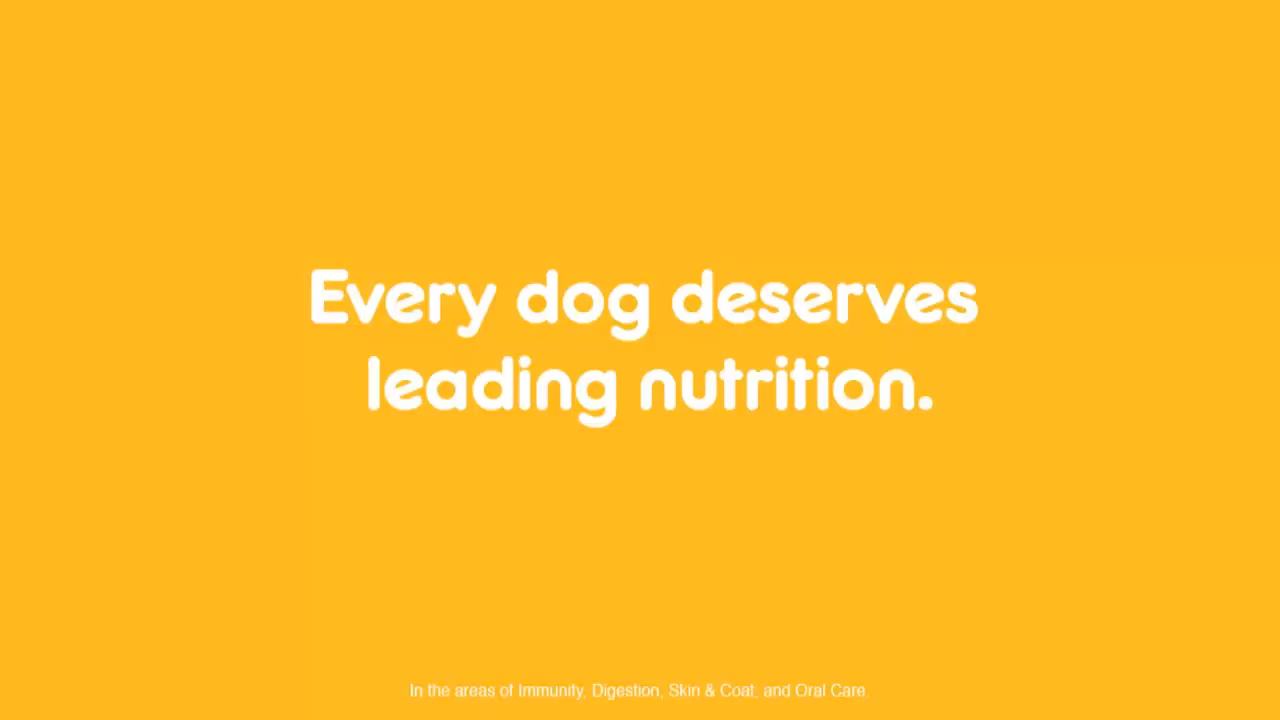 Every dog deserves
leading nutrition.
In the areas of Immunity, Digestion, Skin & Coat, and Oral Care.